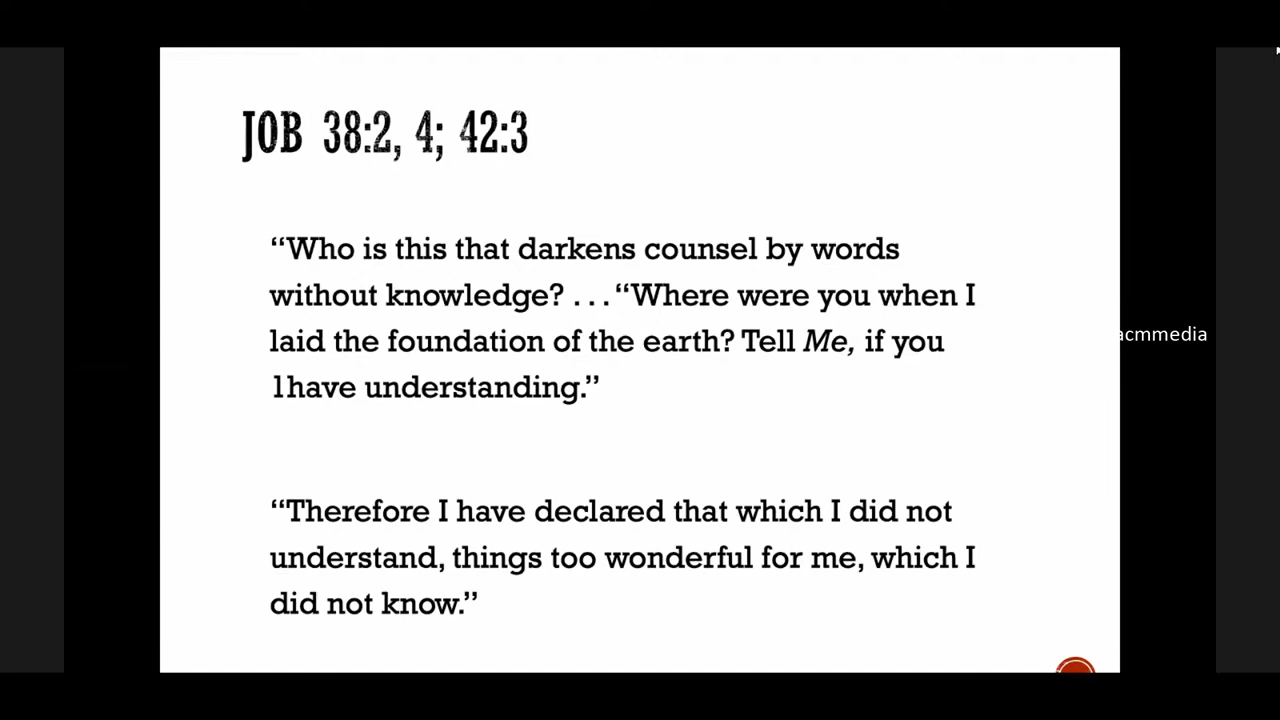 JOB 38:2, 4; 42:3
“Who is this that darkens counsel by words
without knowledge? . . . “Where were you when I
laid the foundation of the earth? Tell Me, if you
1have understanding.”
acmmedia
“Therefore I have declared that which I did not
understand, things too wonderful for me, which I
did not know.”